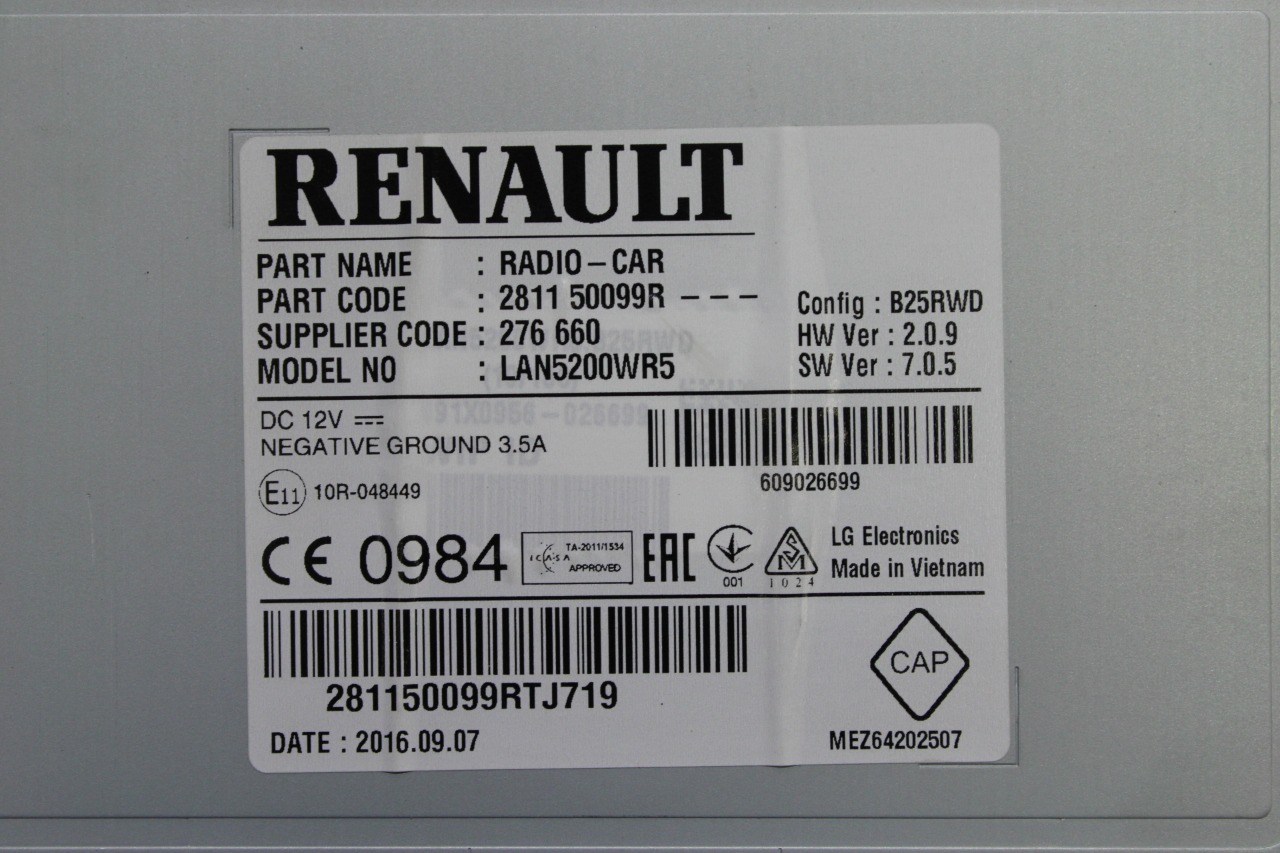 RENAULT
PART NAME : RADIO-CAR
PART CODE : 2811 50099R ---
SUPPLIER CODE : 276 660
MODEL NO : LAN5200WR5
Config : B25RWD
HW Ver : 2.0.9
SW Ver : 7.0.5
DC 12V
NEGATIVE GROUND 3.5A
609026699
E11 10R-048449
CE 0984
ICASA
TA-2011/1534
APPROVED
EAC
001
SM
1024
LG Electronics
Made in Vietnam
281150099RTJ719
DATE : 2016.09.07
CAP
MEZ64202507